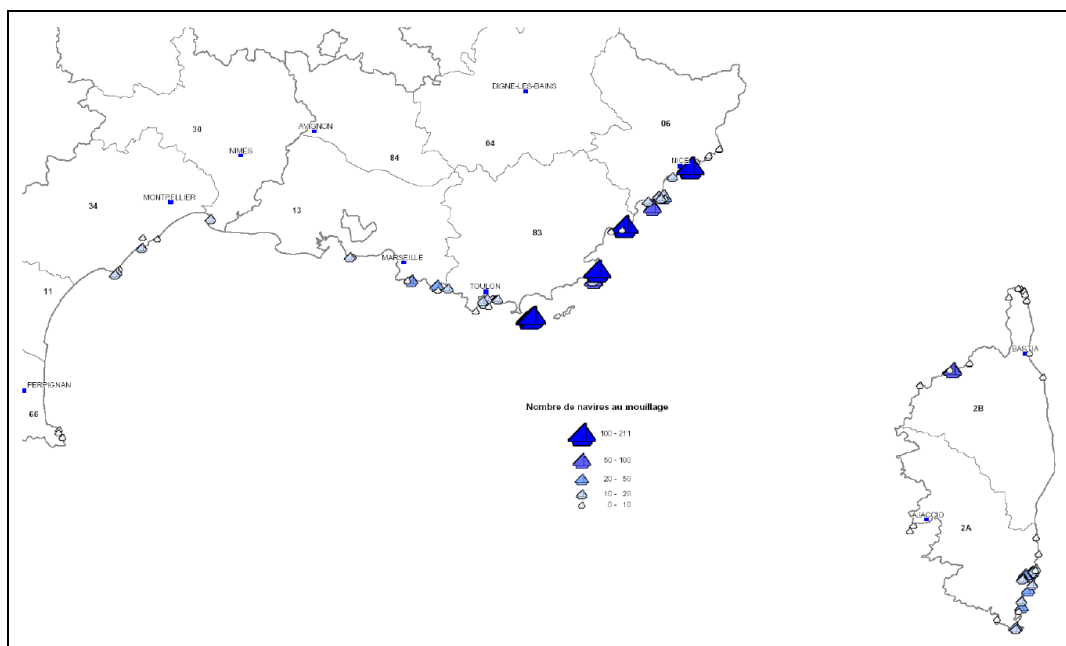 DIGNE-LES-BAINS
06
30
AVIGNON
04
NIMES
84
NICE
MONTPELLIER
34
13
83
MARSEILLE
11
TOULON
BASTIA
PERPIGNAN
66
2B
Nombre de navires au mouillage
100 - 211
50 - 100
20 - 50
10 - 20
0 - 10
AJACCIO
2A